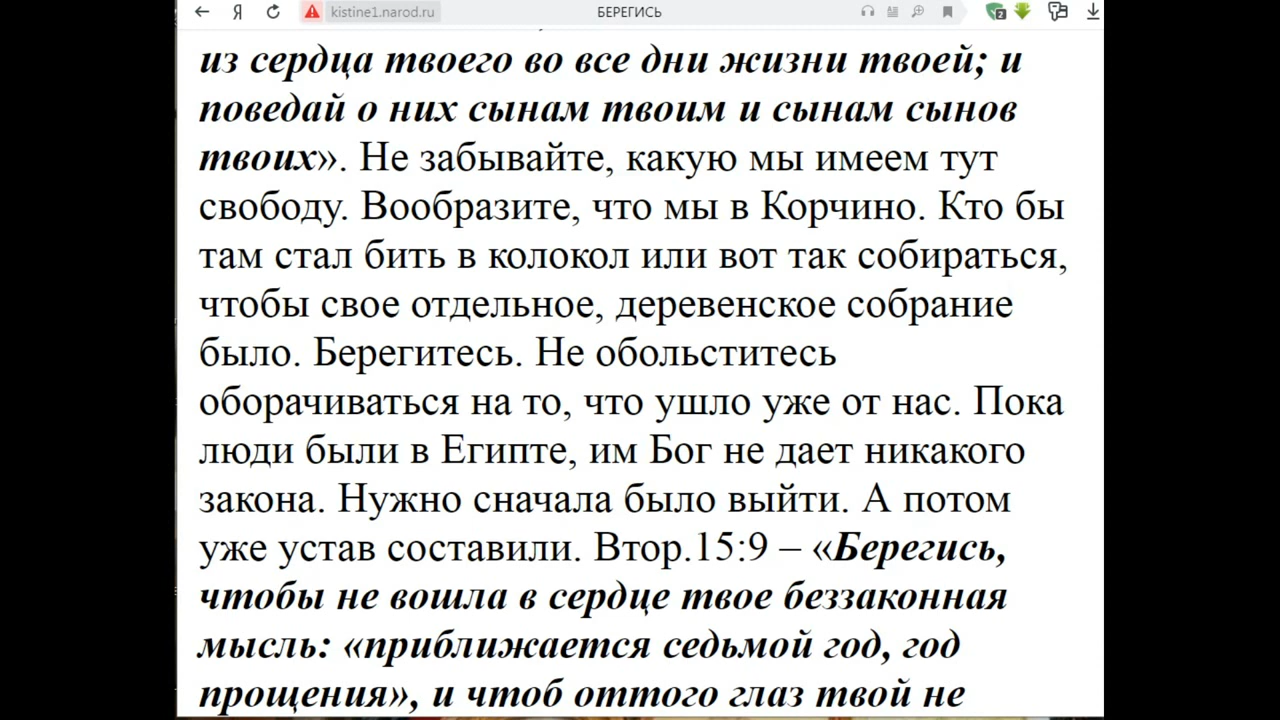 Я
kistine1.narod.ru
БЕРЕГИСЬ
2
из сердца твоего во все дни жизни твоей; и
поведай о них сынам твоим и сынам сынов
твоих». Не забывайте, какую мы имеем тут
свободу. Вообразите, что мы в Корчино. Кто бы
там стал бить в колокол или вот так собираться,
чтобы свое отдельное, деревенское собрание
было. Берегитесь. Не обольститесь
оборачиваться на то, что ушло уже от нас. Пока
люди были в Египте, им Бог не дает никакого
закона. Нужно сначала было выйти. А потом
уже устав составили. Втор.15:9 – «Берегись,
чтобы не вошла в сердце твое беззаконная
мысль: «приближается седьмой год, год
прощения», и чтоб оттого глаз твой не